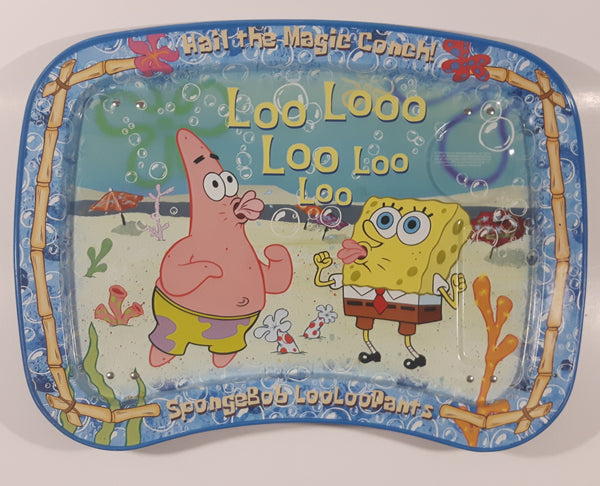 Hail the Magic Conch!
Loo Looo
Loo Loo
Loo
SpongeBob LooLooPants